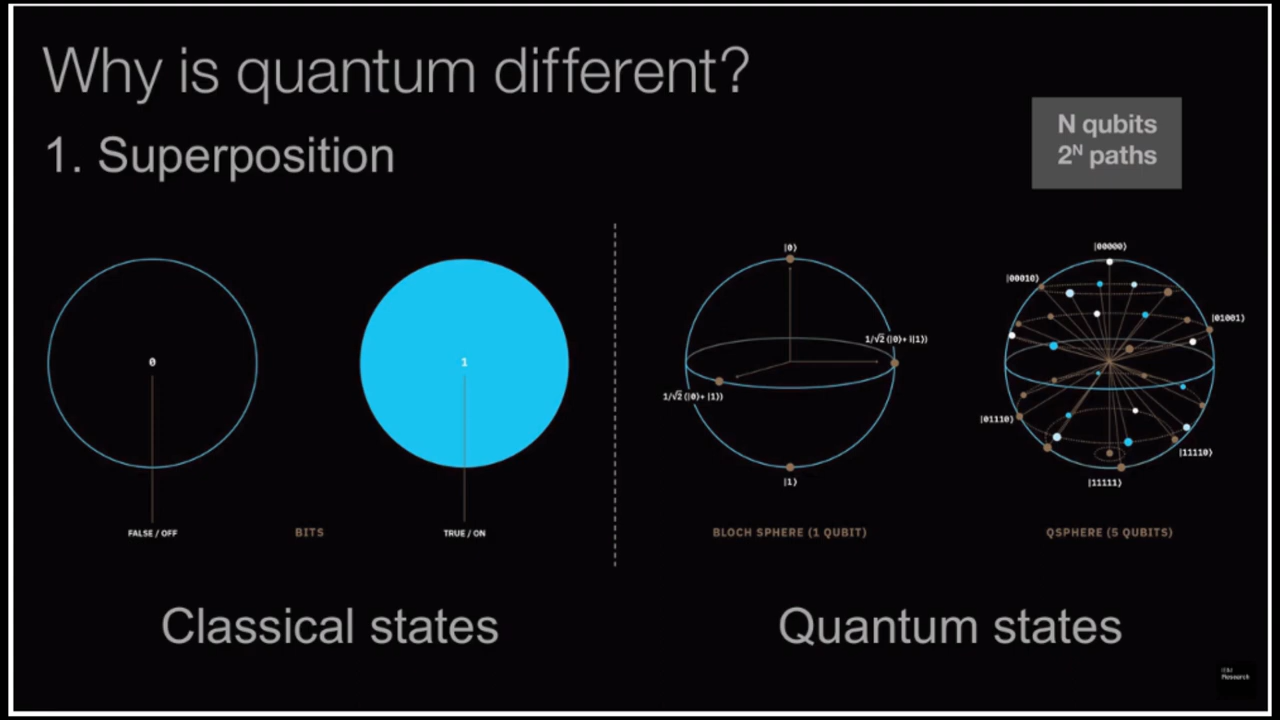 Why is quantum different?
1. Superposition
N qubits
2ᴺ paths
0
1
FALSE / OFF
BITS
TRUE / ON
|0⟩
1/√2 (|0⟩+ i|1⟩)
1/√2 (|0⟩+ |1⟩)
|1⟩
BLOCH SPHERE (1 QUBIT)
|00000⟩
|00010⟩
|01001⟩
|01110⟩
|11110⟩
|11111⟩
QSPHERE (5 QUBITS)
Classical states
Quantum states
Research